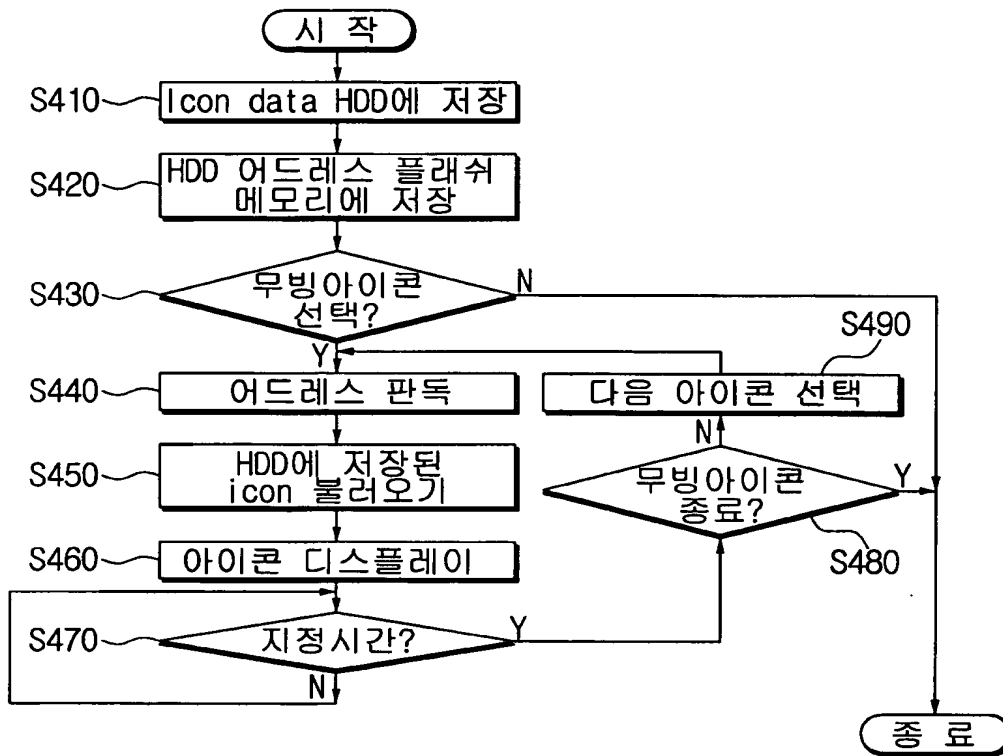 시 작
S410
Icon data HDD에 저장
S420
HDD 어드레스 플래쉬
메모리에 저장
S430
무빙아이콘
선택?
N
Y
S490
다음 아이콘 선택
S440
어드레스 판독
N
S450
HDD에 저장된
icon 불러오기
무빙아이콘
종료?
Y
S480
S460
아이콘 디스플레이
S470
지정시간?
Y
N
종 료